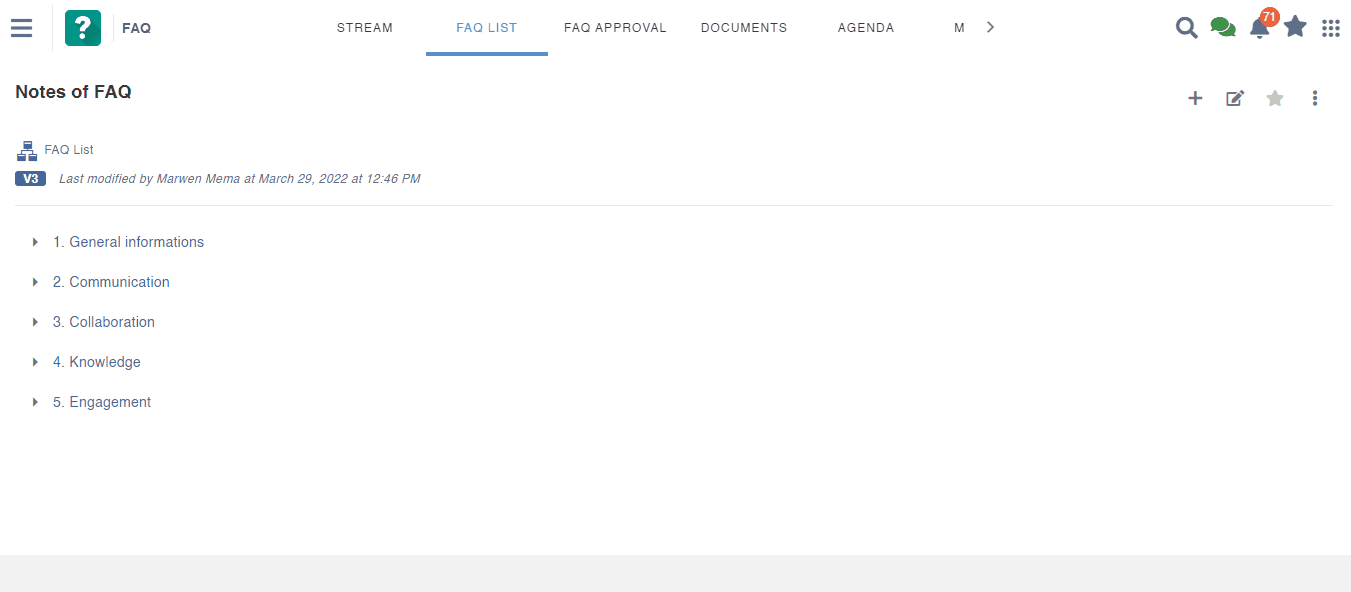 ? FAQ STREAM FAQ LIST FAQ APPROVAL DOCUMENTS AGENDA M 71
Notes of FAQ
FAQ List
V3 Last modified by Marwen Mema at March 29, 2022 at 12:46 PM
1. General informations
2. Communication
3. Collaboration
4. Knowledge
5. Engagement